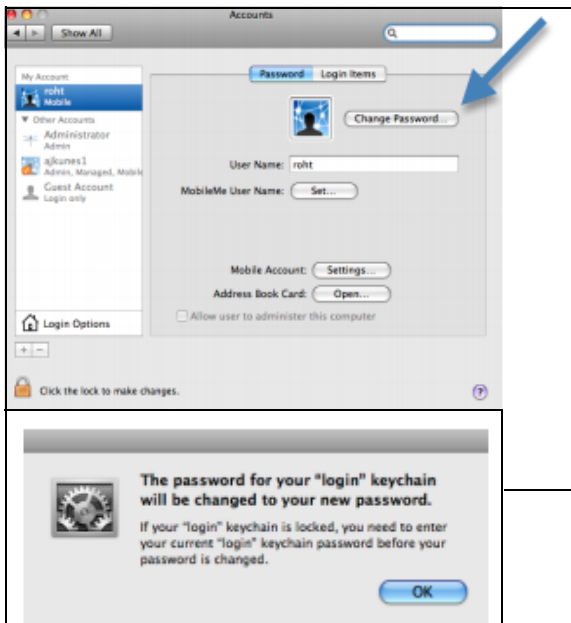 Accounts
Show All
My Account
roht
Mobile
Other Accounts
Administrator
Admin
ajkunes1
Admin, Managed, Mobile
Guest Account
Login only
Login Options
+ -
Password Login Items
Change Password...
User Name: roht
MobileMe User Name: Set...
Mobile Account: Settings...
Address Book Card: Open...
Allow user to administer this computer
Click the lock to make changes.
?
The password for your "login" keychain
will be changed to your new password.
If your "login" keychain is locked, you need to enter
your current "login" keychain password before your
password is changed.
OK